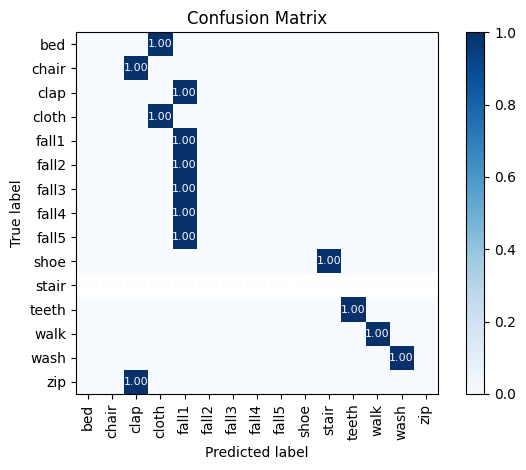 Confusion Matrix
True label
bed 1.00
chair 1.00
clap 1.00
cloth 1.00
fall1 1.00
fall2 1.00
fall3 1.00
fall4 1.00
fall5 1.00
shoe 1.00
stair
teeth 1.00
walk 1.00
wash 1.00
zip 1.00
bed chair clap cloth fall1 fall2 fall3 fall4 fall5 shoe stair teeth walk wash zip
Predicted label
1.0
0.8
0.6
0.4
0.2
0.0